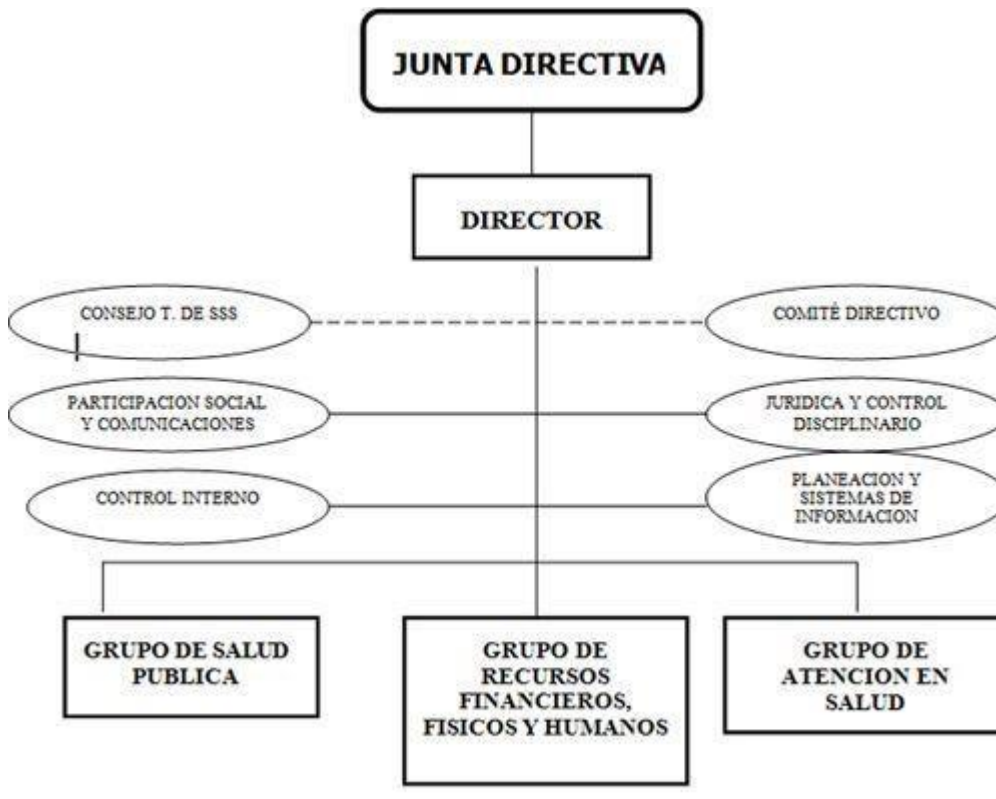 JUNTA DIRECTIVA
DIRECTOR
CONSEJO T. DE SSS
COMITÉ DIRECTIVO
PARTICIPACION SOCIAL
Y COMUNICACIONES
JURIDICA Y CONTROL
DISCIPLINARIO
CONTROL INTERNO
PLANEACION Y
SISTEMAS DE
INFORMACION
GRUPO DE SALUD
PUBLICA
GRUPO DE
RECURSOS
FINANCIEROS,
FISICOS Y HUMANOS
GRUPO DE
ATENCION EN
SALUD